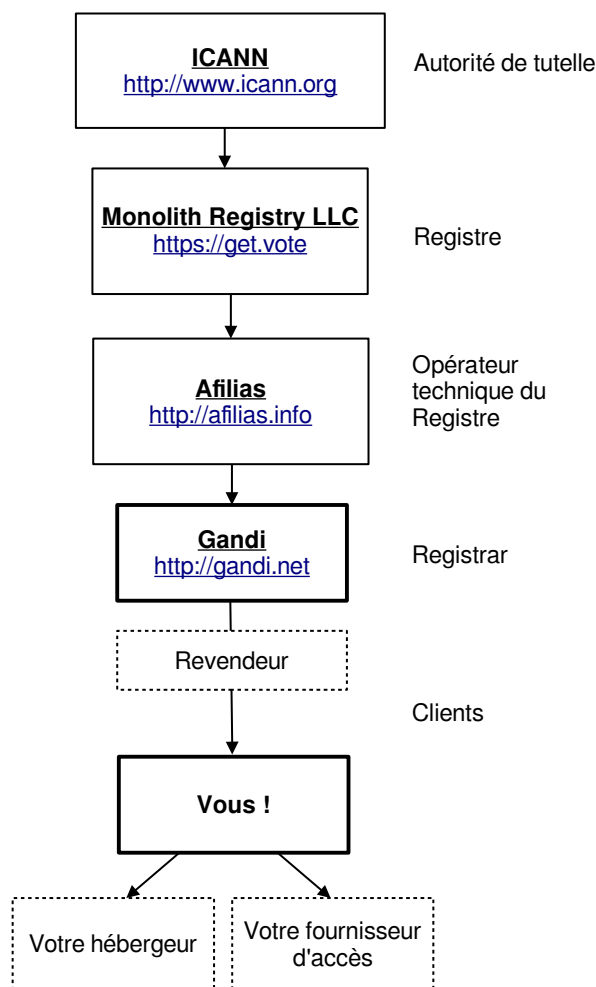 ICANN
http://www.icann.org
Autorité de tutelle
Monolith Registry LLC
https://get.vote
Registre
Afilias
http://afilias.info
Opérateur
technique du
Registre
Gandi
http://gandi.net
Registrar
Revendeur
Clients
Vous !
Votre hébergeur
Votre fournisseur
d'accès